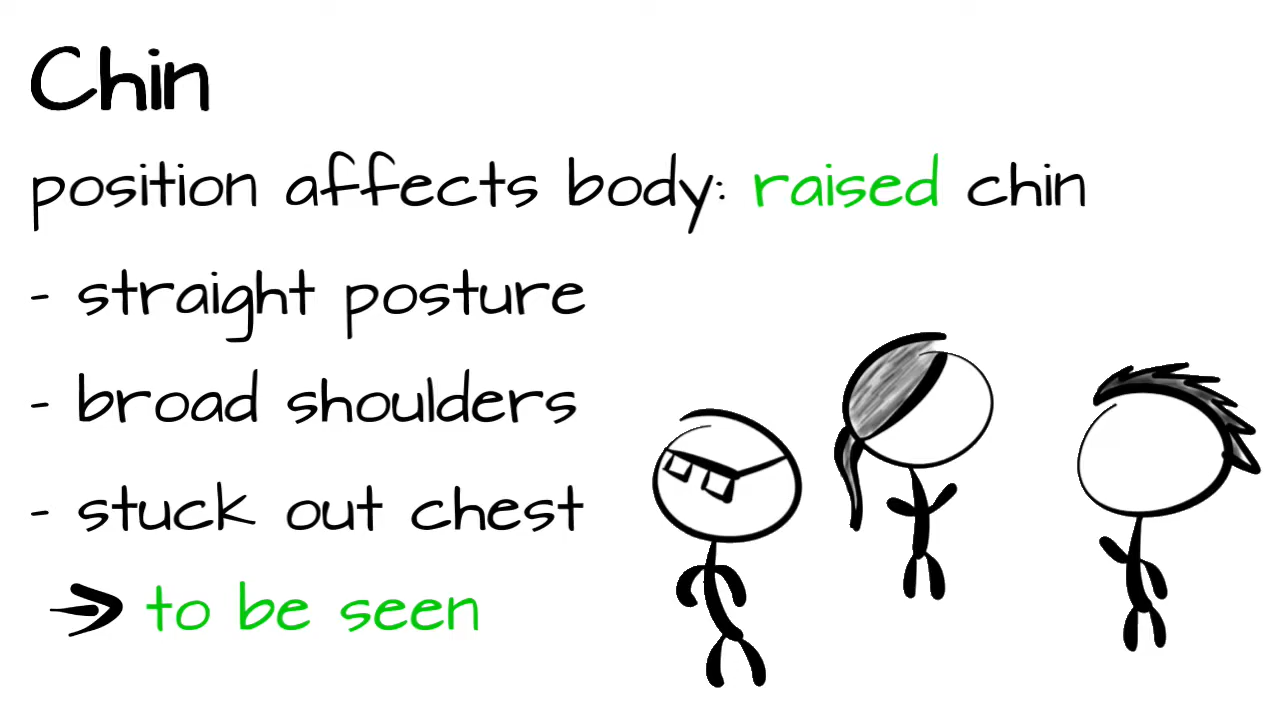 Chin
position affects body: raised chin
- straight posture
- broad shoulders
- stuck out chest
→ to be seen